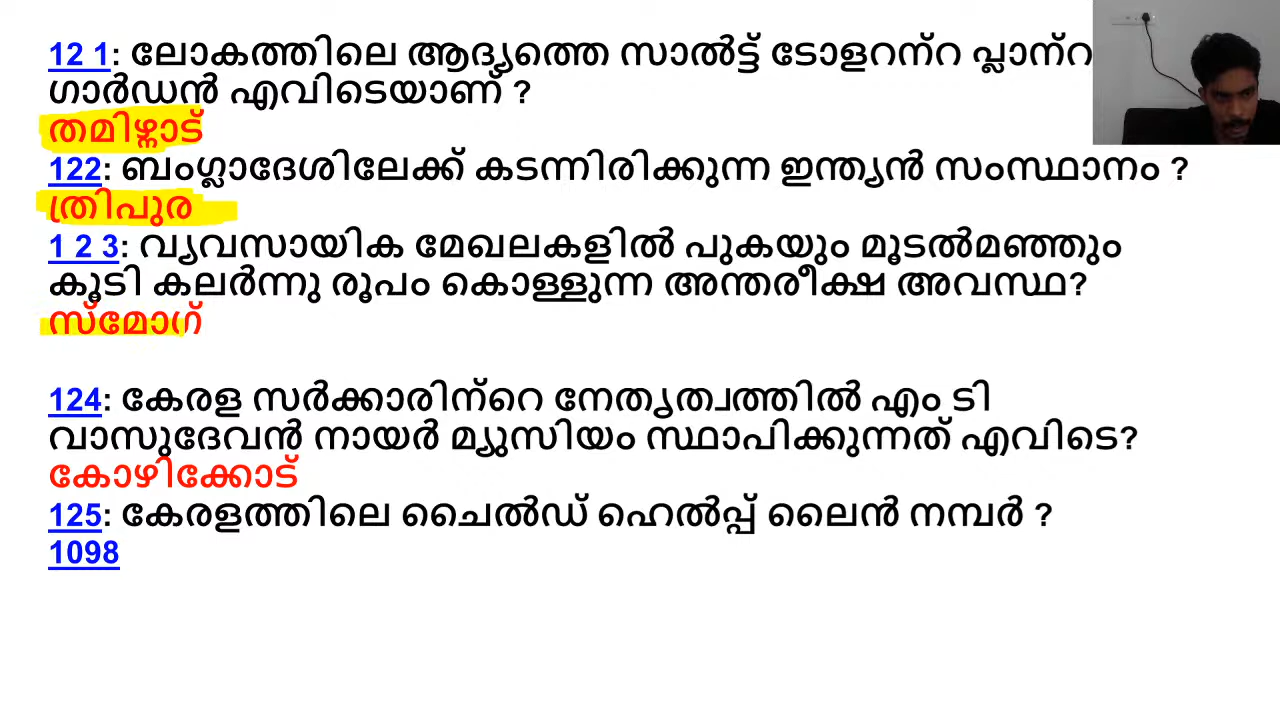 12 1: ലോകത്തിലെ ആദ്യത്തെ സാൽട്ട് ടോളറന്റ പ്ലാന്റ
ഗാർഡൻ എവിടെയാണ് ?
തമിഴ്നാട്
122: ബംഗ്ലാദേശിലേക്ക് കടന്നിരിക്കുന്ന ഇന്ത്യൻ സംസ്ഥാനം ?
ത്രിപുര
1 2 3: വ്യവസായിക മേഖലകളിൽ പുകയും മൂടൽമഞ്ഞും
കൂടി കലർന്നു രൂപം കൊള്ളുന്ന അന്തരീക്ഷ അവസ്ഥ?
സ്മോഗ്
124: കേരള സർക്കാരിന്റെ നേതൃത്വത്തിൽ എം ടി
വാസുദേവൻ നായർ മ്യുസിയം സ്ഥാപിക്കുന്നത് എവിടെ?
കോഴിക്കോട്
125: കേരളത്തിലെ ചൈൽഡ് ഹെൽപ്പ് ലൈൻ നമ്പർ ?
1098